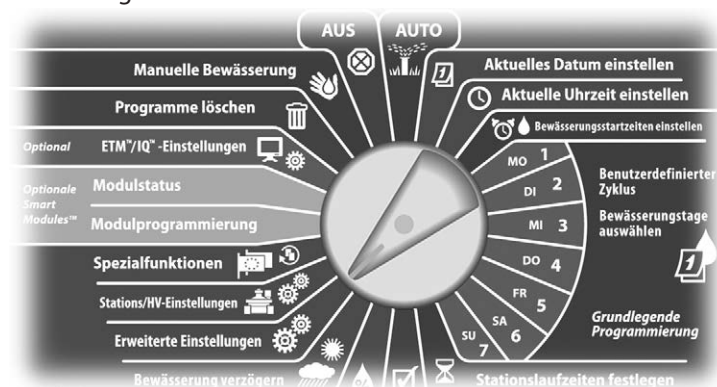 AUS
AUTO
Manuelle Bewässerung
Programme löschen
Optional
ETM™/IQ™ -Einstellungen
Optionale
Smart
Modules™
Modulstatus
Modulprogrammierung
Spezialfunktionen
Stations/HV-Einstellungen
Erweiterte Einstellungen
Bewässerung verzögern
Aktuelles Datum einstellen
Aktuelle Uhrzeit einstellen
Bewässerungsstartzeiten einstellen
MO 1
DI 2
MI 3
DO 4
FR 5
SA 6
SU 7
Benutzerdefinierter
Zyklus
Bewässerungstage
auswählen
Grundlegende
Programmierung
Stationslaufzeiten festlegen